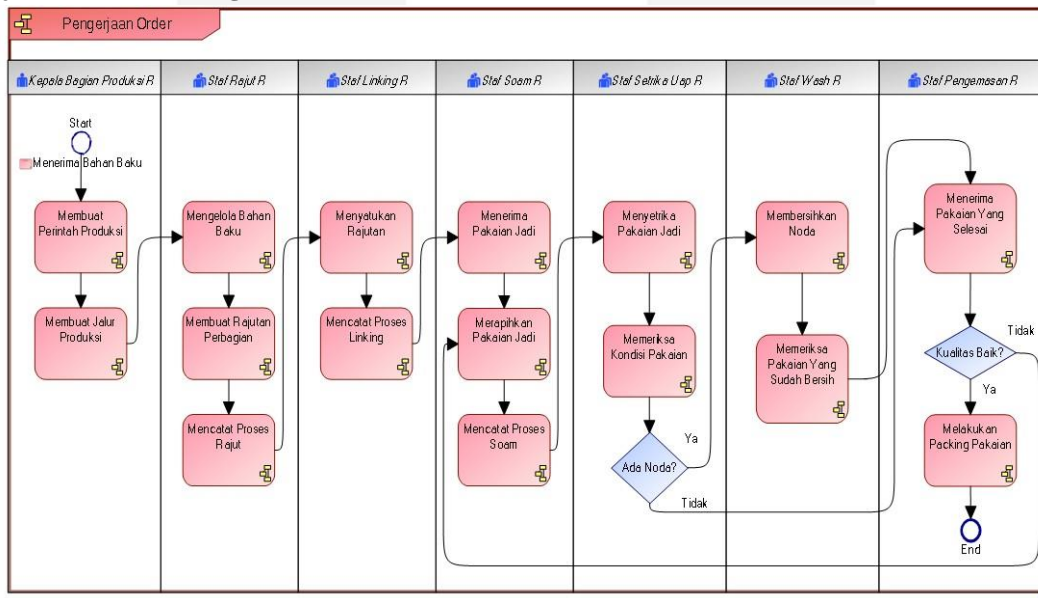 Pengerjaan Order
Kepala Bagian Produksi R
Staf Rajut R
Staf Linking R
Staf Soam R
Staf Setrika Uap R
Staf Wash R
Staf Pengemasan R
Start
Menerima Bahan Baku
Membuat
Perintah Produksi
Membuat Jalur
Produksi
Mengelola Bahan
Baku
Membuat Rajutan
Perbagian
Mencatat Proses
Rajut
Menyatukan
Rajutan
Mencatat Proses
Linking
Menerima
Pakaian Jadi
Merapihkan
Pakaian Jadi
Mencatat Proses
Soam
Menyetrika
Pakaian Jadi
Memeriksa
Kondisi Pakaian
Ada Noda?
Ya
Tidak
Membersihkan
Noda
Memeriksa
Pakaian Yang
Sudah Bersih
Menerima
Pakaian Yang
Selesai
Kualitas Baik?
Tidak
Ya
Melakukan
Packing Pakaian
End